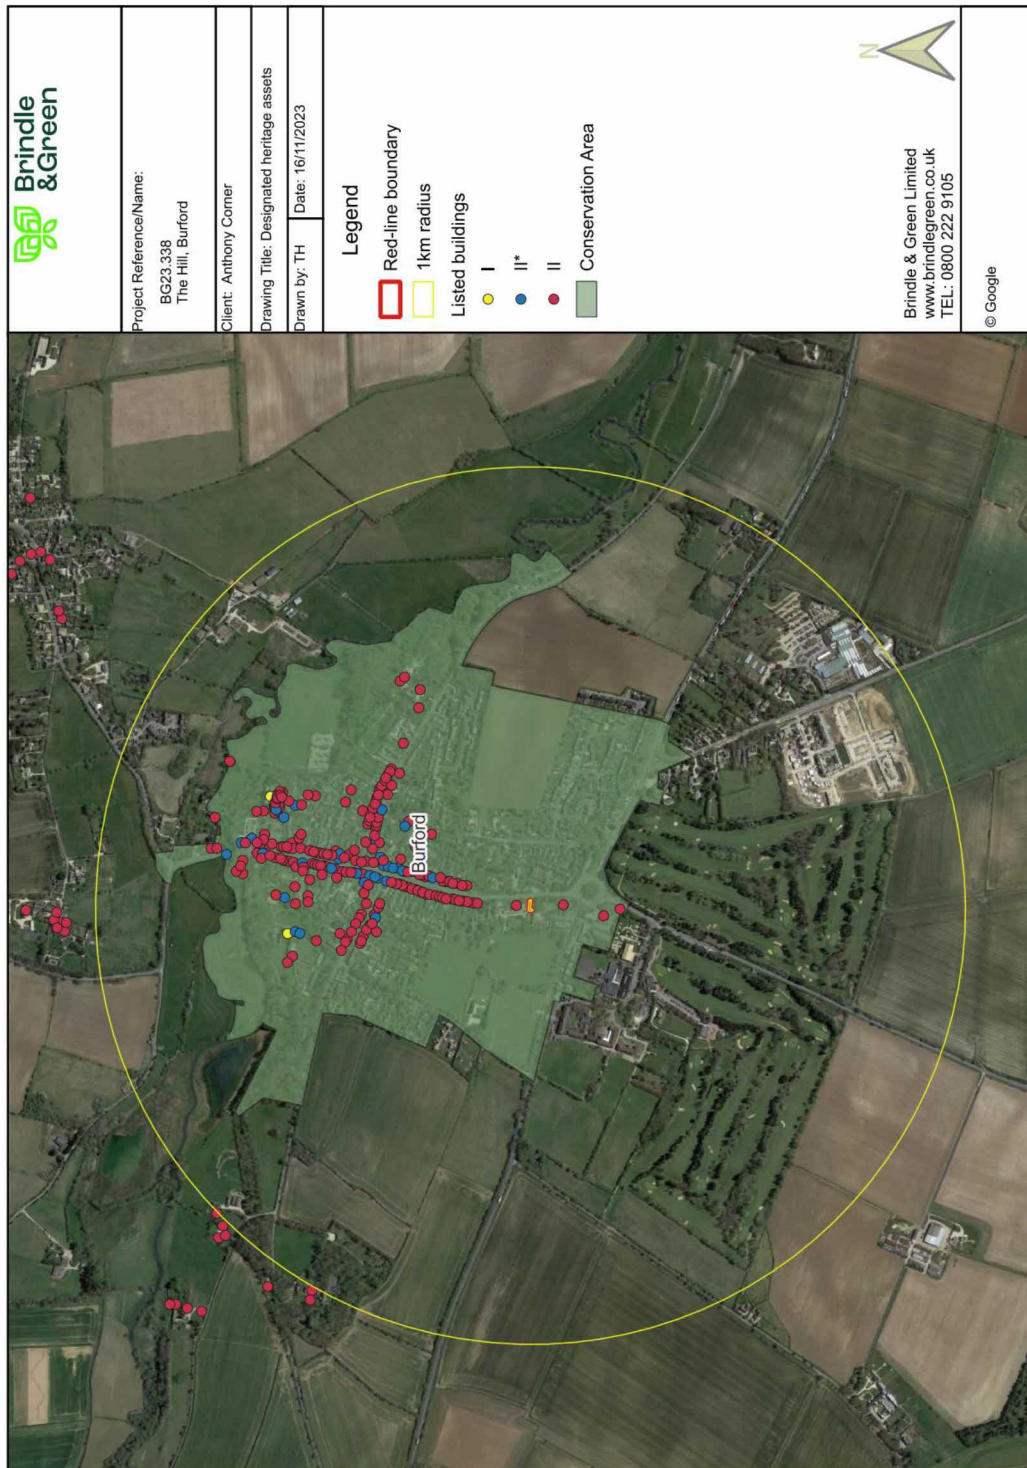 Brindle
&Green
Project Reference/Name:
BG23.338
The Hill, Burford
Client: Anthony Corner
Drawing Title: Designated heritage assets
Drawn by: TH
Date: 16/11/2023
Legend
Red-line boundary
1km radius
Listed buildings
I
II*
II
Conservation Area
N
Brindle & Green Limited
www.brindlegreen.co.uk
TEL: 0800 222 9105
© Google
Burford